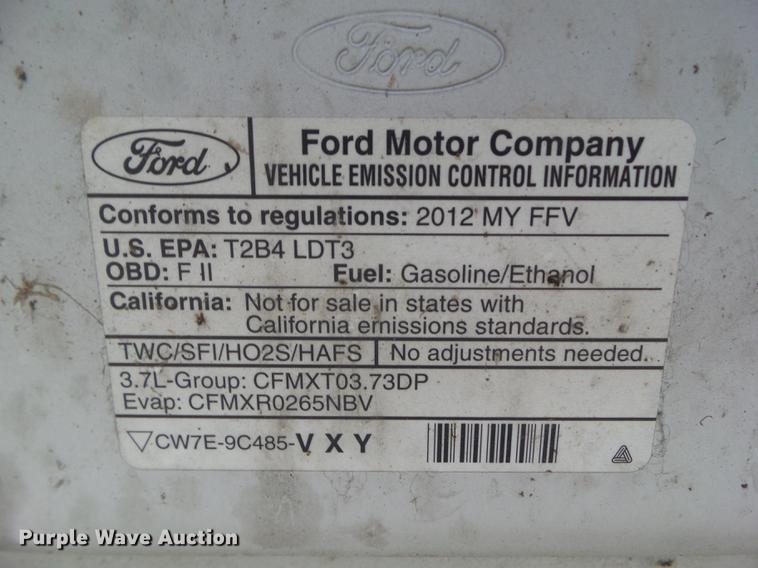 Ford
Ford
Ford Motor Company
VEHICLE EMISSION CONTROL INFORMATION
Conforms to regulations: 2012 MY FFV
U.S. EPA: T2B4 LDT3
OBD: F II Fuel: Gasoline/Ethanol
California: Not for sale in states with
California emissions standards.
TWC/SFI/HO2S/HAFS No adjustments needed.
3.7L-Group: CFMXT03.73DP
Evap: CFMXR0265NBV
CW7E-9C485-VXY
Purple Wave Auction